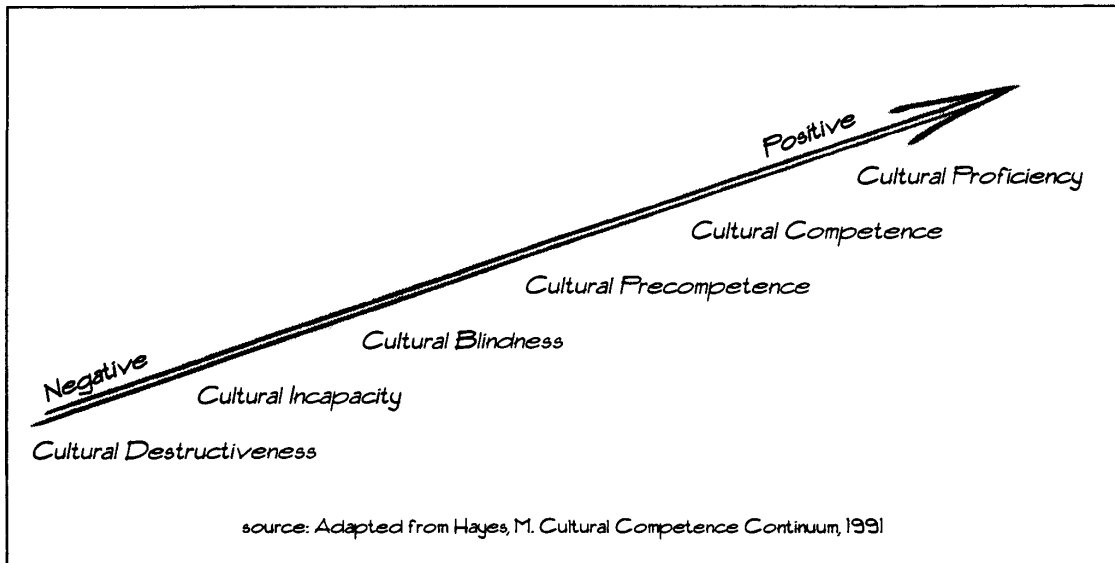 Positive
Cultural Proficiency
Cultural Competence
Cultural Precompetence
Cultural Blindness
Negative
Cultural Incapacity
Cultural Destructiveness
source: Adapted from Hayes, M. Cultural Competence Continuum, 1991